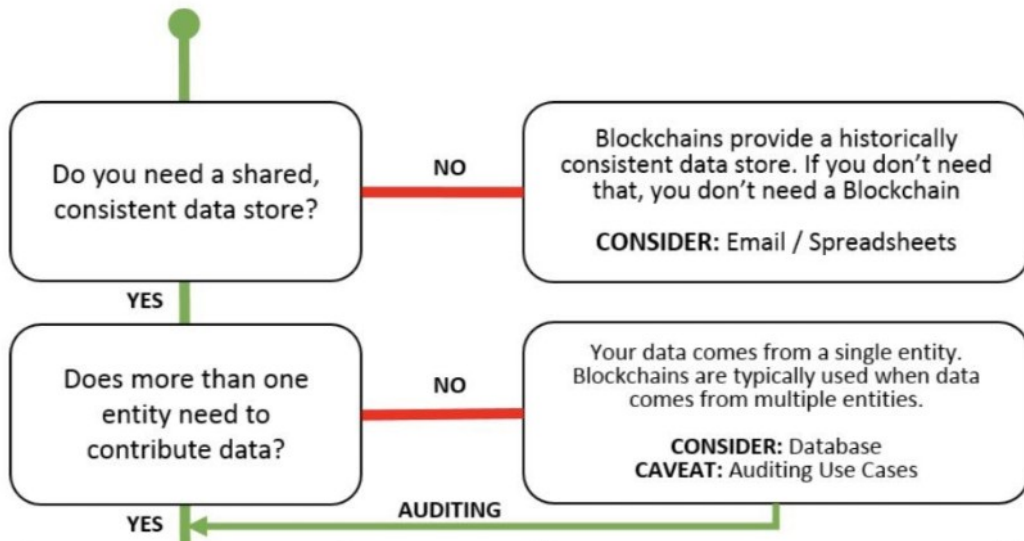 Do you need a shared,
consistent data store?
NO
Blockchains provide a historically
consistent data store. If you don't need
that, you don't need a Blockchain
CONSIDER: Email / Spreadsheets
YES
Does more than one
entity need to
contribute data?
NO
Your data comes from a single entity.
Blockchains are typically used when data
comes from multiple entities.
CONSIDER: Database
CAVEAT: Auditing Use Cases
AUDITING
YES